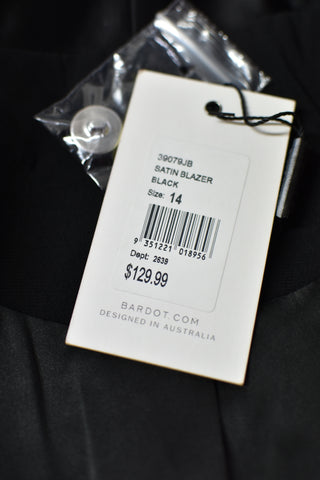 39079JB
SATIN BLAZER
BLACK
Size: 14
9 351221 018956
Dept: 2639
$129.99
BARDOT.COM
DESIGNED IN AUSTRALIA